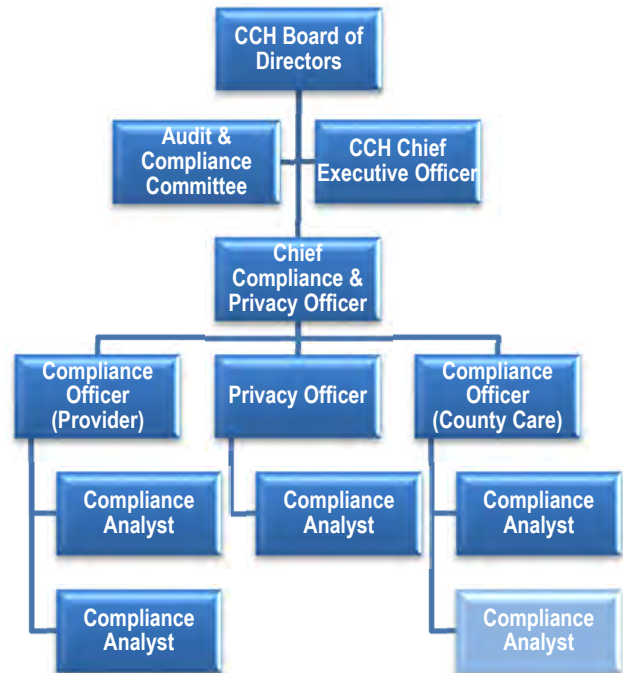 CCH Board of
Directors
Audit &
Compliance
Committee
CCH Chief
Executive Officer
Chief
Compliance &
Privacy Officer
Compliance
Officer
(Provider)
Privacy Officer
Compliance
Officer
(County Care)
Compliance
Analyst
Compliance
Analyst
Compliance
Analyst
Compliance
Analyst
Compliance
Analyst